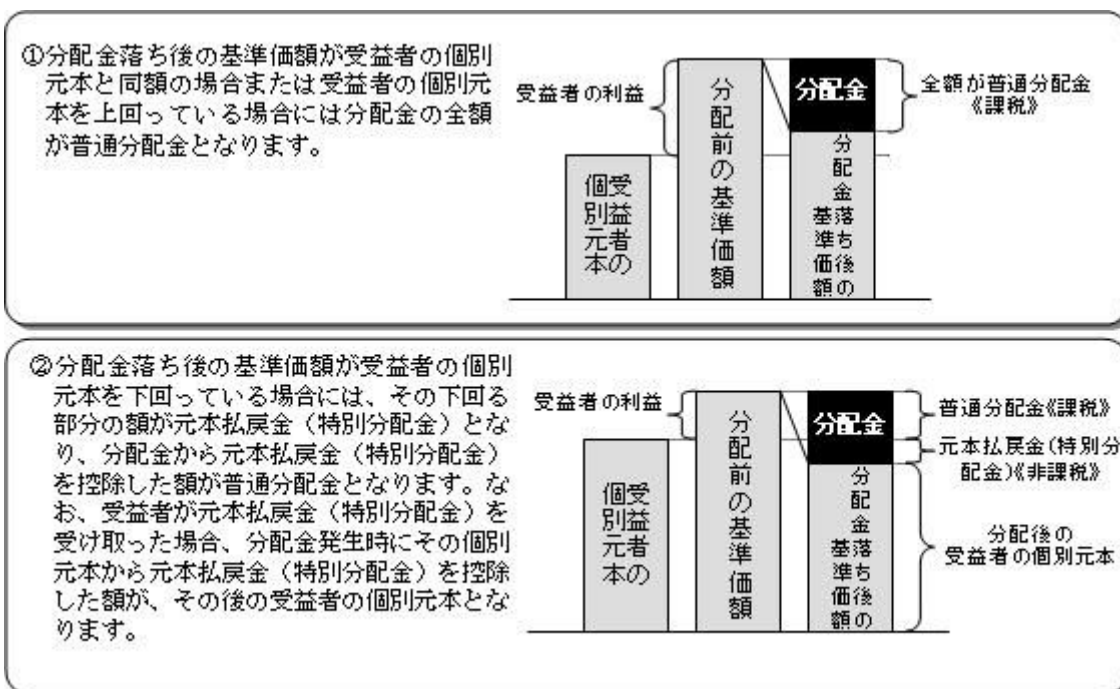 ①分配金落ち後の基準価額が受益者の個別
元本と同額の場合または受益者の個別元
本を上回っている場合には分配金の全額
が普通分配金となります。
受益者の利益
受益者の
個別元本
分配前の基準価額
分配金
分配金落ち後の
基準価額
全額が普通分配金
《課税》
②分配金落ち後の基準価額が受益者の個別
元本を下回っている場合には、その下回る
部分の額が元本払戻金（特別分配金）とな
り、分配金から元本払戻金（特別分配金）
を控除した額が普通分配金となります。な
お、受益者が元本払戻金（特別分配金）を
受け取った場合、分配金発生時にその個別
元本から元本払戻金（特別分配金）を控除
した額が、その後の受益者の個別元本とな
ります。
受益者の利益
受益者の
個別元本
分配前の基準価額
分配金
分配金落ち後の
基準価額
普通分配金《課税》
元本払戻金(特別分
配金)《非課税》
分配後の
受益者の個別元本